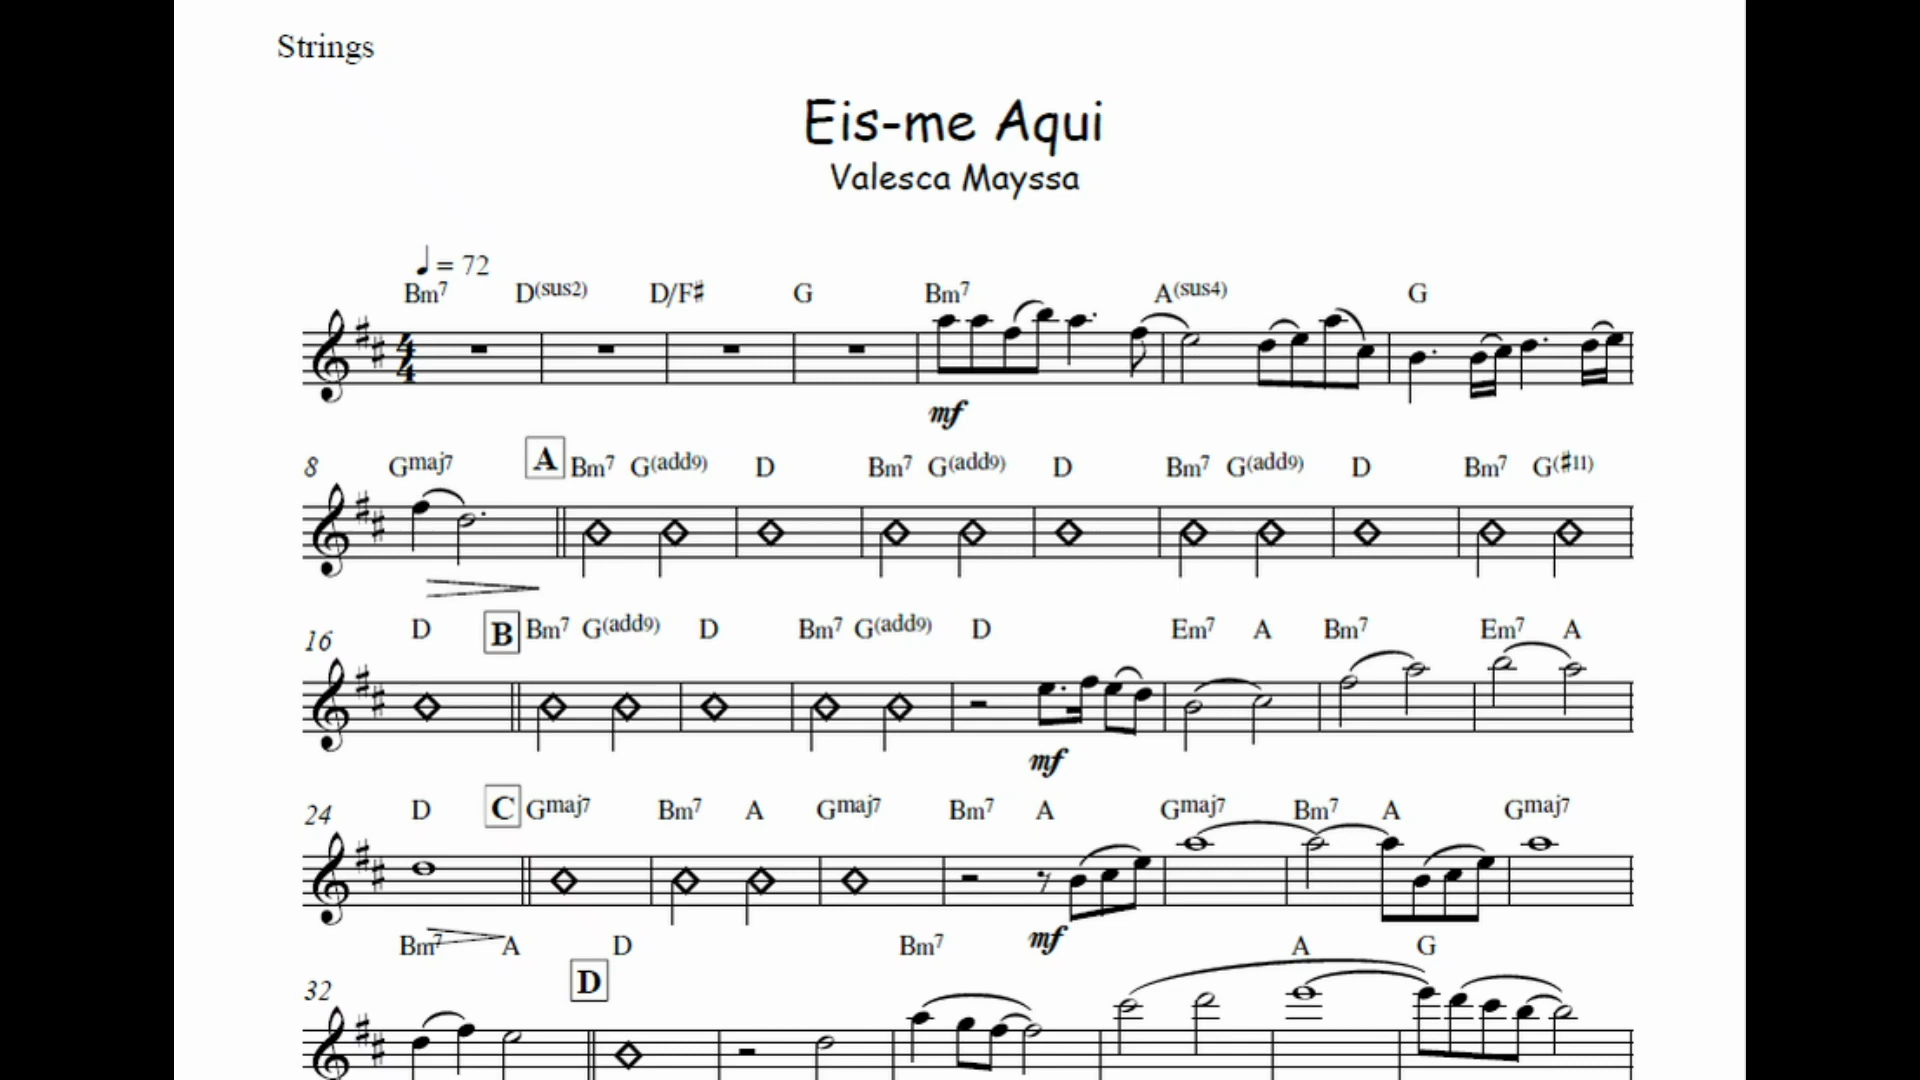 Strings
Eis-me Aqui
Valesca Mayssa
♩ = 72
Bm7 D(sus2) D/F♯ G Bm7 A(sus4) G
4/4
mf
8 Gmaj7 A Bm7 G(add9) D Bm7 G(add9) D Bm7 G(add9) D Bm7 G(♯11)
16 D B Bm7 G(add9) D Bm7 G(add9) D Em7 A Bm7 Em7 A
mf
24 D C Gmaj7 Bm7 A Gmaj7 Bm7 A Gmaj7 Bm7 A Gmaj7
mf
Bm7 A D Bm7 A G
32 D